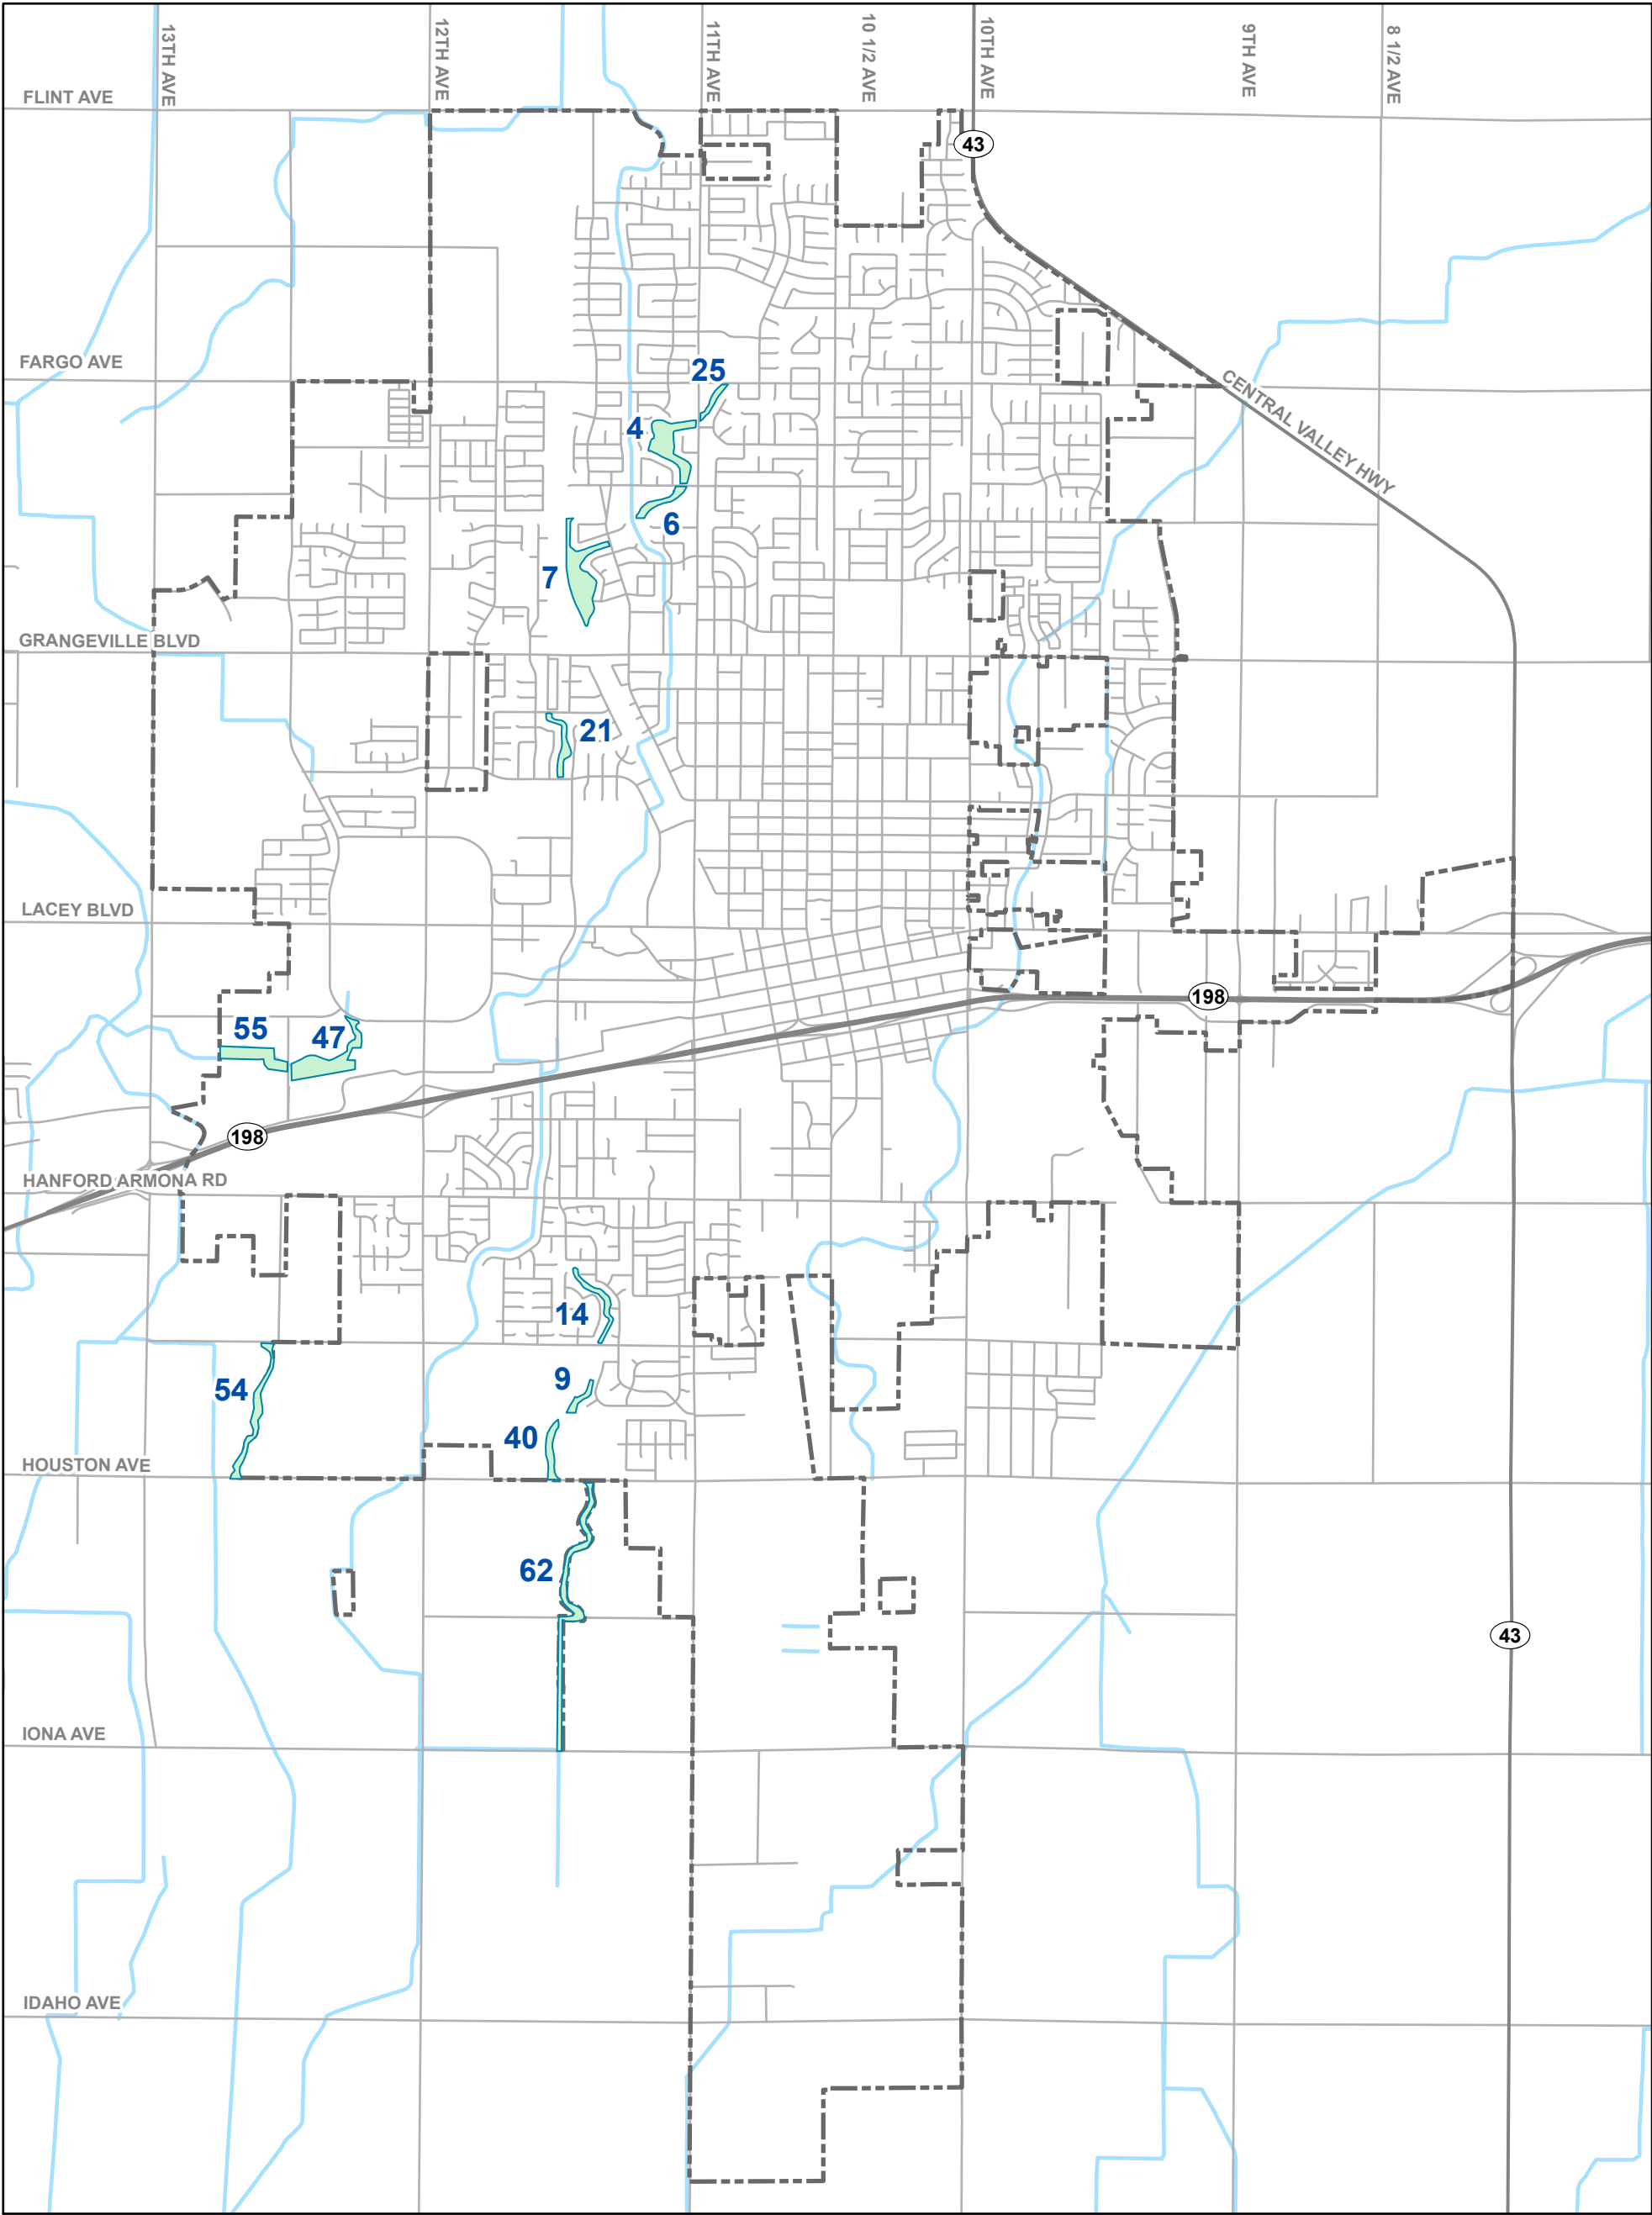 13TH AVE
12TH AVE
11TH AVE
10 1/2 AVE
10TH AVE
9TH AVE
8 1/2 AVE
FLINT AVE
43
FARGO AVE
25
CENTRAL VALLEY HWY
4
6
7
GRANGEVILLE BLVD
21
LACEY BLVD
198
55
47
198
HANFORD ARMONA RD
14
9
54
40
HOUSTON AVE
62
43
IONA AVE
IDAHO AVE